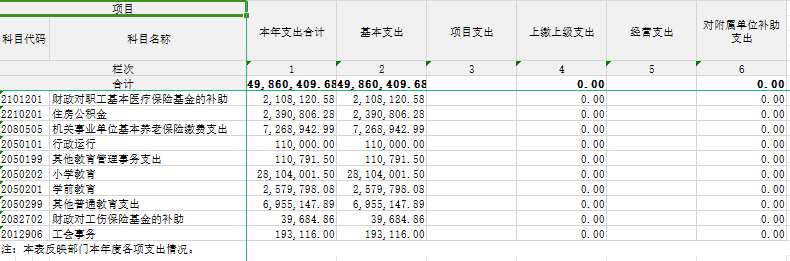 项目
科目代码 科目名称 本年支出合计 基本支出 项目支出 上缴上级支出 经营支出 对附属单位补助支出
栏次 1 2 3 4 5 6
合计 49,860,409.68 49,860,409.68 0.00 0.00
2101201 财政对职工基本医疗保险基金的补助 2,108,120.58 2,108,120.58 0.00 0.00
2210201 住房公积金 2,390,806.28 2,390,806.28 0.00 0.00
2080505 机关事业单位基本养老保险缴费支出 7,268,942.99 7,268,942.99 0.00 0.00
2050101 行政运行 110,000.00 110,000.00 0.00 0.00
2050199 其他教育管理事务支出 110,791.50 110,791.50 0.00 0.00
2050202 小学教育 28,104,001.50 28,104,001.50 0.00 0.00
2050201 学前教育 2,579,798.08 2,579,798.08 0.00 0.00
2050299 其他普通教育支出 6,955,147.89 6,955,147.89 0.00 0.00
2082702 财政对工伤保险基金的补助 39,684.86 39,684.86 0.00 0.00
2012906 工会事务 193,116.00 193,116.00 0.00 0.00
注：本表反映部门本年度各项支出情况。